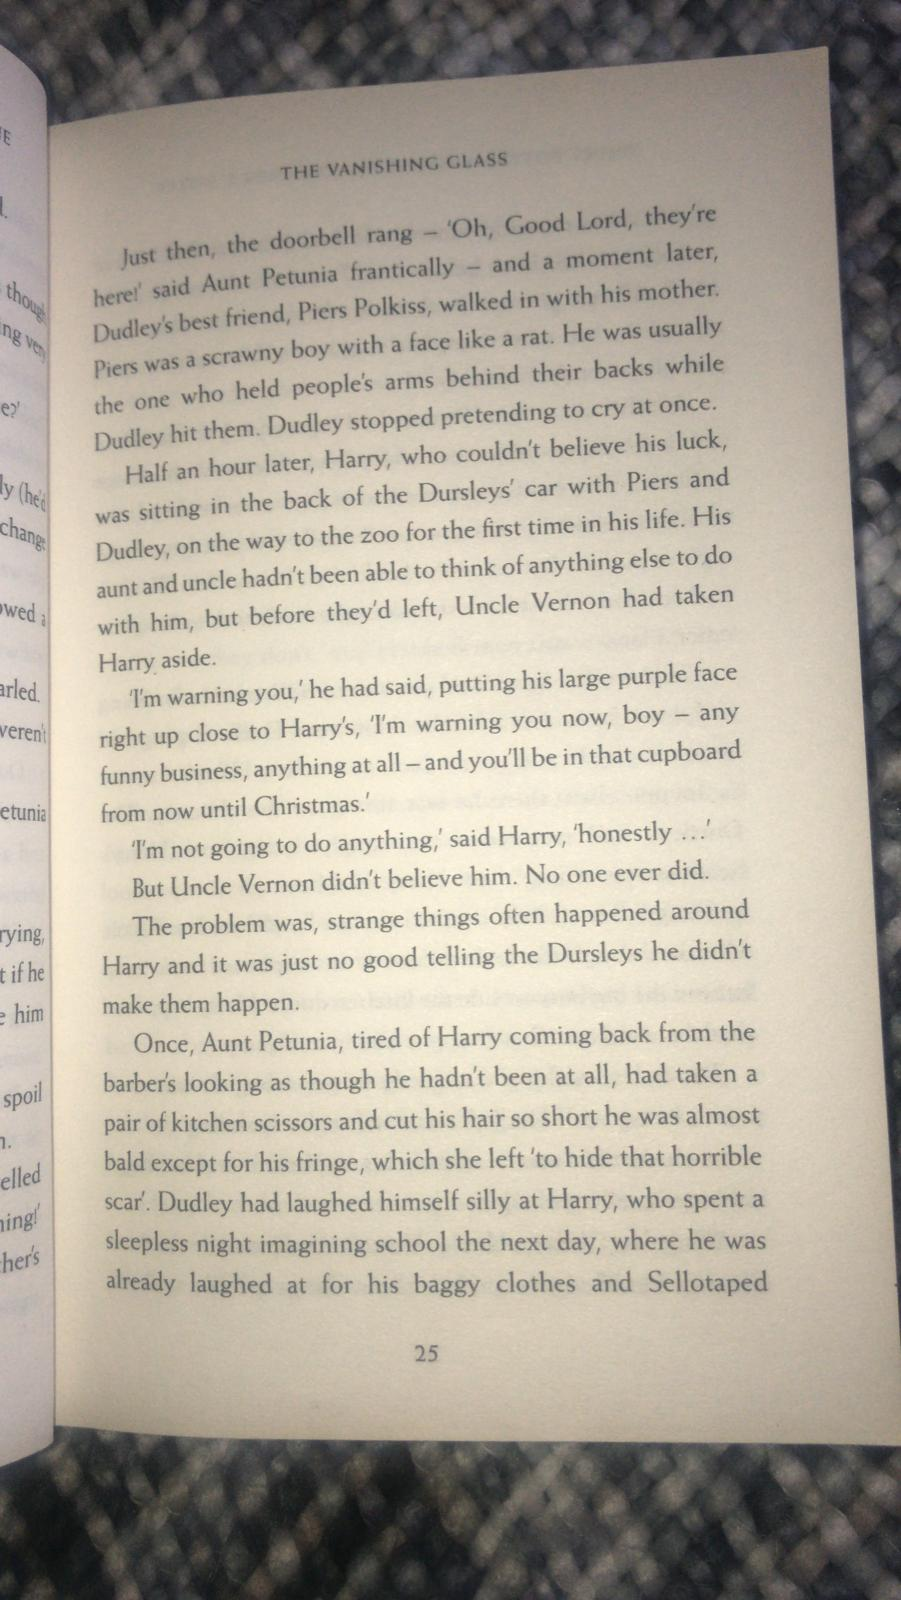 THE VANISHING GLASS
Just then, the doorbell rang – 'Oh, Good Lord, they're
here!' said Aunt Petunia frantically – and a moment later,
Dudley's best friend, Piers Polkiss, walked in with his mother.
Piers was a scrawny boy with a face like a rat. He was usually
the one who held people's arms behind their backs while
Dudley hit them. Dudley stopped pretending to cry at once.
Half an hour later, Harry, who couldn't believe his luck,
was sitting in the back of the Dursleys' car with Piers and
Dudley, on the way to the zoo for the first time in his life. His
aunt and uncle hadn't been able to think of anything else to do
with him, but before they'd left, Uncle Vernon had taken
Harry aside.
'I'm warning you,' he had said, putting his large purple face
right up close to Harry's, 'I'm warning you now, boy – any
funny business, anything at all – and you'll be in that cupboard
from now until Christmas.'
'I'm not going to do anything,' said Harry, 'honestly ...'
But Uncle Vernon didn't believe him. No one ever did.
The problem was, strange things often happened around
Harry and it was just no good telling the Dursleys he didn't
make them happen.
Once, Aunt Petunia, tired of Harry coming back from the
barber's looking as though he hadn't been at all, had taken a
pair of kitchen scissors and cut his hair so short he was almost
bald except for his fringe, which she left 'to hide that horrible
scar'. Dudley had laughed himself silly at Harry, who spent a
sleepless night imagining school the next day, where he was
already laughed at for his baggy clothes and Sellotaped
25